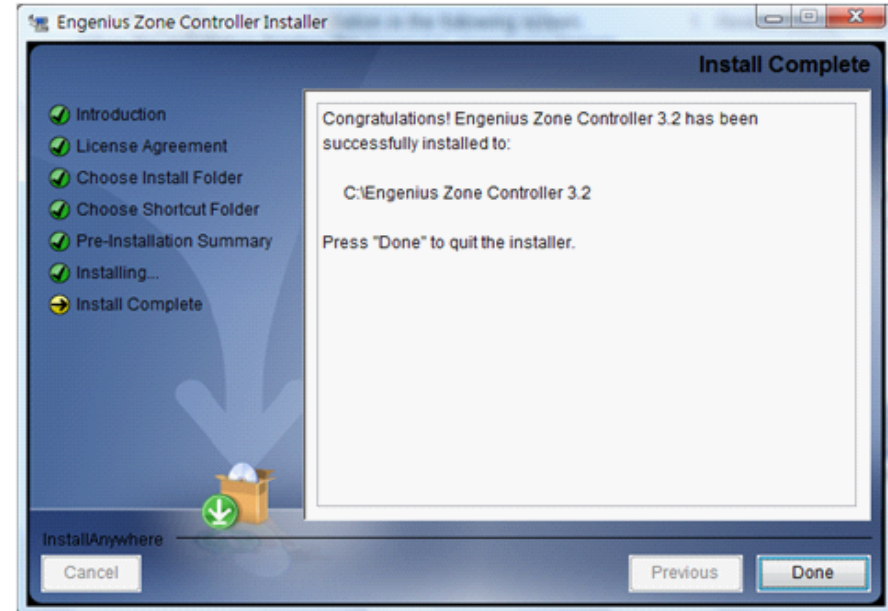 Engenius Zone Controller Installer
Install Complete
Introduction
License Agreement
Choose Install Folder
Choose Shortcut Folder
Pre-Installation Summary
Installing...
Install Complete
Congratulations! Engenius Zone Controller 3.2 has been
successfully installed to:
C:\Engenius Zone Controller 3.2
Press "Done" to quit the installer.
InstallAnywhere
Cancel
Previous
Done